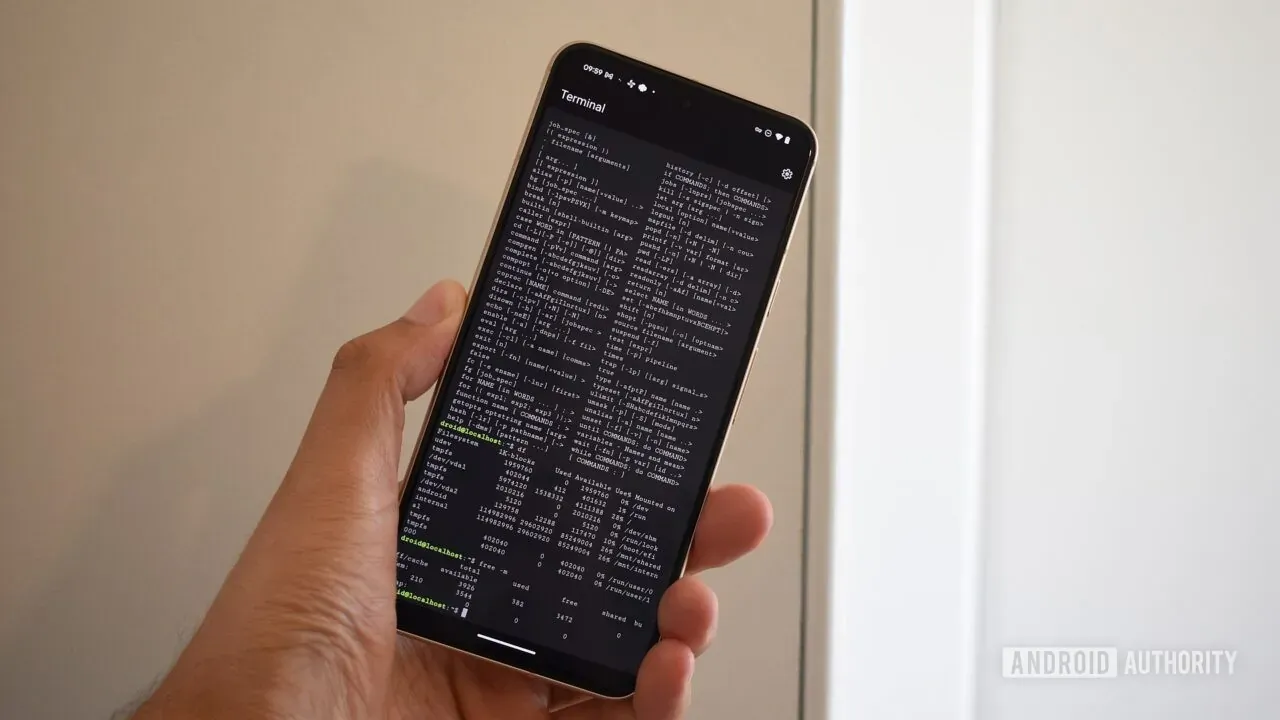 09:59
Terminal
job_spec [&]
(( expression ))
. filename [arguments]
:
[ arg... ]
[[ expression ]]
alias [-p] [name[=value] ...>
bg [job_spec ...]
bind [-lpsvPSVX] [-m keymap>
break [n]
builtin [shell-builtin [arg>
caller [expr]
case WORD in [PATTERN [| PA>
cd [-L|[-P [-e]] [-@]] [dir>
command [-pVv] command [arg>
compgen [-abcdefgjksuv] [-o>
complete [-abcdefgjksuv] [->
compopt [-o|+o option] [-DE>
continue [n]
coproc [NAME] command [redi>
declare [-aAfFgiIlnrtux] [n>
dirs [-clpv] [+N] [-N]
disown [-h] [-ar] [jobspec >
echo [-neE] [arg ...]
enable [-a] [-dnps] [-f fil>
eval [arg ...]
exec [-cl] [-a name] [comma>
exit [n]
export [-fn] [name[=value] >
false
fc [-e ename] [-lnr] [first>
fg [job_spec]
for NAME [in WORDS ... ] ; >
for (( exp1; exp2; exp3 ));>
function name { COMMANDS ; >
getopts optstring name [arg>
hash [-lr] [-p pathname] [->
help [-dms] [pattern ...]
history [-c] [-d offset] [>
if COMMANDS; then COMMANDS>
jobs [-lnprs] [jobspec ...>
kill [-s sigspec | -n sign>
let arg [arg ...]
local [option] name[=value>
logout [n]
mapfile [-d delim] [-n cou>
popd [-n] [+N | -N]
printf [-v var] format [ar>
pushd [-n] [+N | -N | dir]
pwd [-LP]
read [-ers] [-a array] [-d>
readarray [-d delim] [-n c>
readonly [-aAf] [name[=val>
return [n]
select NAME [in WORDS ... >
set [-abefhkmnptuvxBCEHPT]>
shift [n]
shopt [-pqsu] [-o] [optnam>
source filename [argument>
suspend [-f]
test [expr]
time [-p] pipeline
times
trap [-lp] [[arg] signal_s>
true
type [-afptP] name [name .>
typeset [-aAfFgiIlnrtux] n>
ulimit [-SHabcdefiklmnpqrs>
umask [-p] [-S] [mode]
unalias [-a] name [name ..>
unset [-f] [-v] [-n] [name>
until COMMANDS; do COMMAND>
variables - Names and mean>
wait [-fn] [-p var] [id ..>
while COMMANDS; do COMMAND>
{ COMMANDS ; }
droid@localhost:~$ df
Filesystem 1K-blocks Used Available Use% Mounted on
udev 1959760 0 1959760 0% /dev
tmpfs 402044 412 401632 1% /run
/dev/vda1 5974120 1538332 4111388 28% /
tmpfs 2010216 0 2010216 0% /dev/shm
tmpfs 5120 0 5120 0% /run/lock
/dev/vda2 129758 12288 117470 10% /boot/efi
android 114982996 29602920 85249004 26% /mnt/shared
internal 114982996 29602920 85249004 26% /mnt/intern
al
tmpfs 402040 0 402040 0% /run/user/0
tmpfs 402040 0 402040 0% /run/user/1
000
droid@localhost:~$ free -m
total used free shared bu
ff/cache available
em: 3926 382 3472 0
210 3544
ap: 0 0 0
id@localhost:~$
ANDROID AUTHORITY